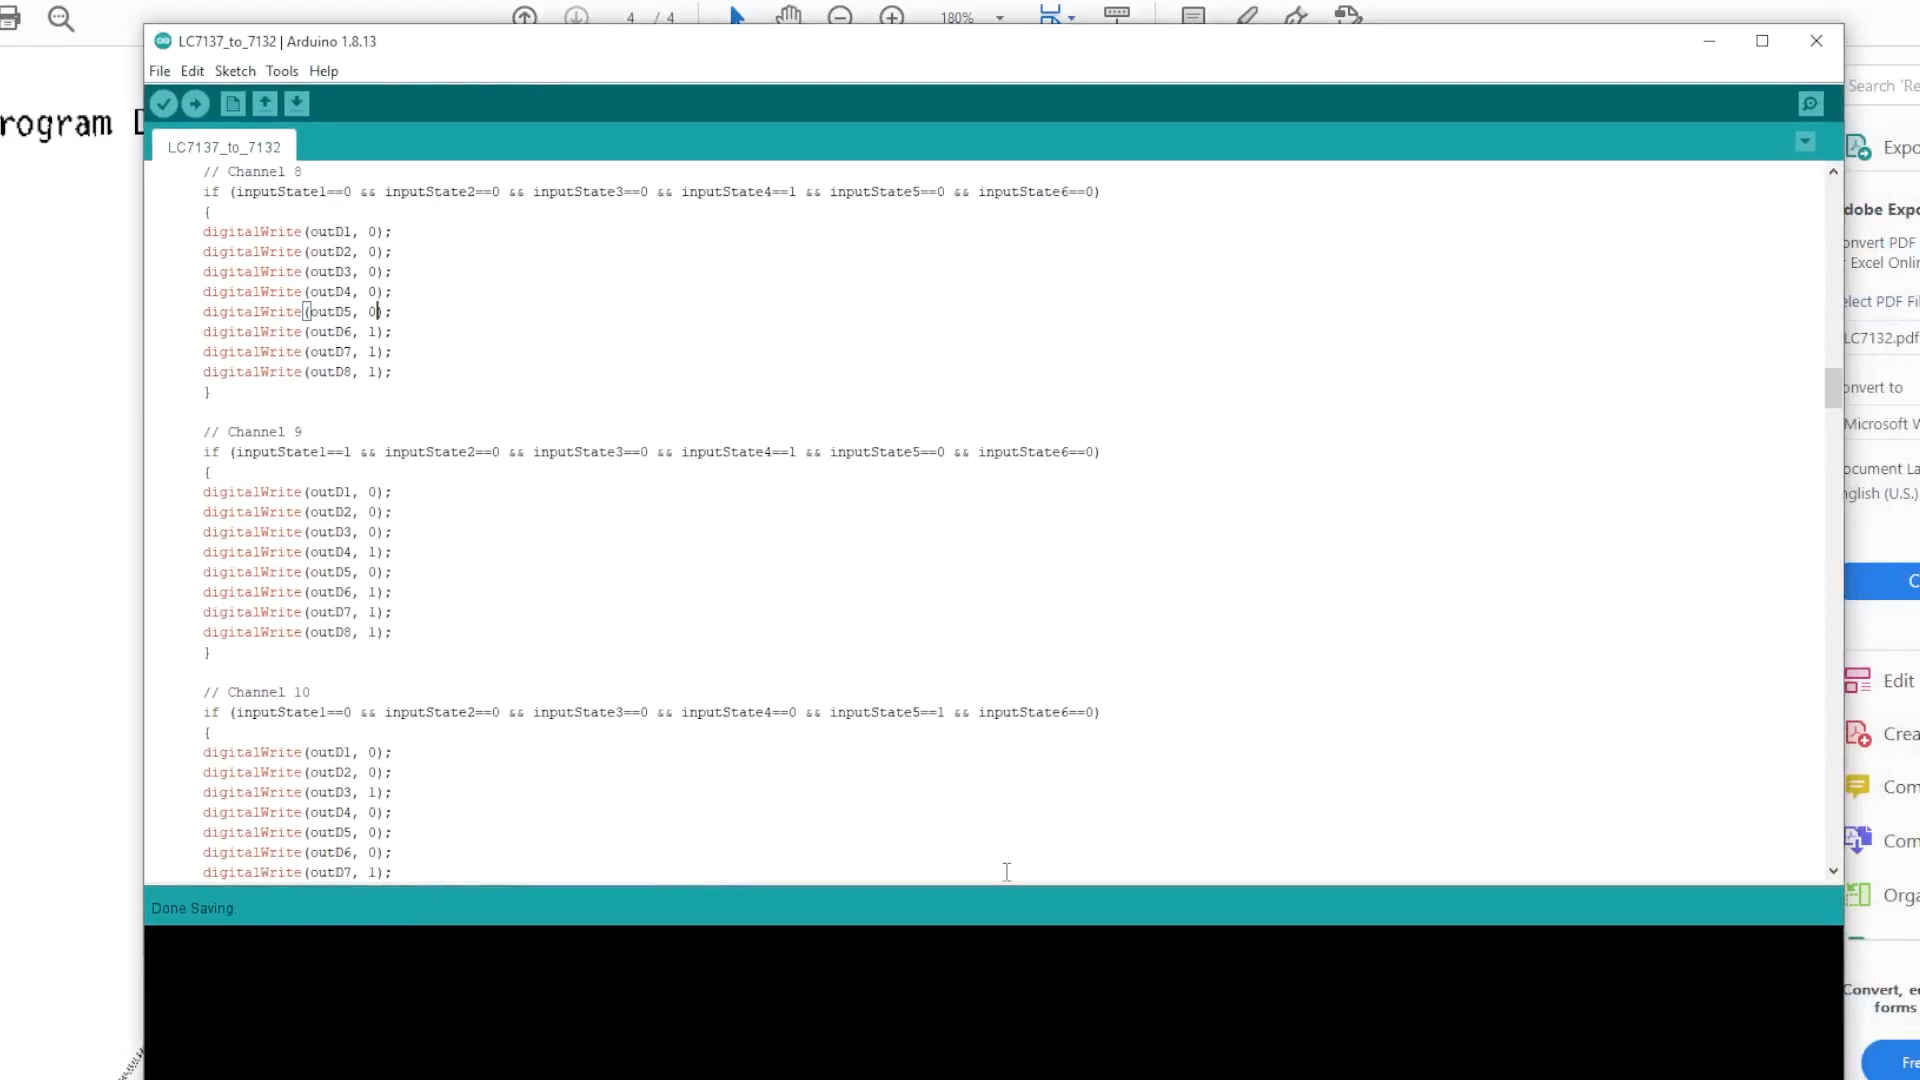 4 / 4
180%
LC7137_to_7132 | Arduino 1.8.13
File Edit Sketch Tools Help
LC7137_to_7132
// Channel 8
if (inputState1==0 && inputState2==0 && inputState3==0 && inputState4==1 && inputState5==0 && inputState6==0)
{
digitalWrite(outD1, 0);
digitalWrite(outD2, 0);
digitalWrite(outD3, 0);
digitalWrite(outD4, 0);
digitalWrite(outD5, 0);
digitalWrite(outD6, 1);
digitalWrite(outD7, 1);
digitalWrite(outD8, 1);
}
// Channel 9
if (inputState1==1 && inputState2==0 && inputState3==0 && inputState4==1 && inputState5==0 && inputState6==0)
{
digitalWrite(outD1, 0);
digitalWrite(outD2, 0);
digitalWrite(outD3, 0);
digitalWrite(outD4, 1);
digitalWrite(outD5, 0);
digitalWrite(outD6, 1);
digitalWrite(outD7, 1);
digitalWrite(outD8, 1);
}
// Channel 10
if (inputState1==0 && inputState2==0 && inputState3==0 && inputState4==0 && inputState5==1 && inputState6==0)
{
digitalWrite(outD1, 0);
digitalWrite(outD2, 0);
digitalWrite(outD3, 1);
digitalWrite(outD4, 0);
digitalWrite(outD5, 0);
digitalWrite(outD6, 0);
digitalWrite(outD7, 1);
Done Saving.
rogram D
Search 'Re
Expo
dobe Expo
onvert PDF
Excel Onlin
elect PDF Fil
LC7132.pdf
onvert to
Microsoft W
ocument La
nglish (U.S.)
C
Edit
Crea
Com
Com
Orga
Convert, e
forms
Fre